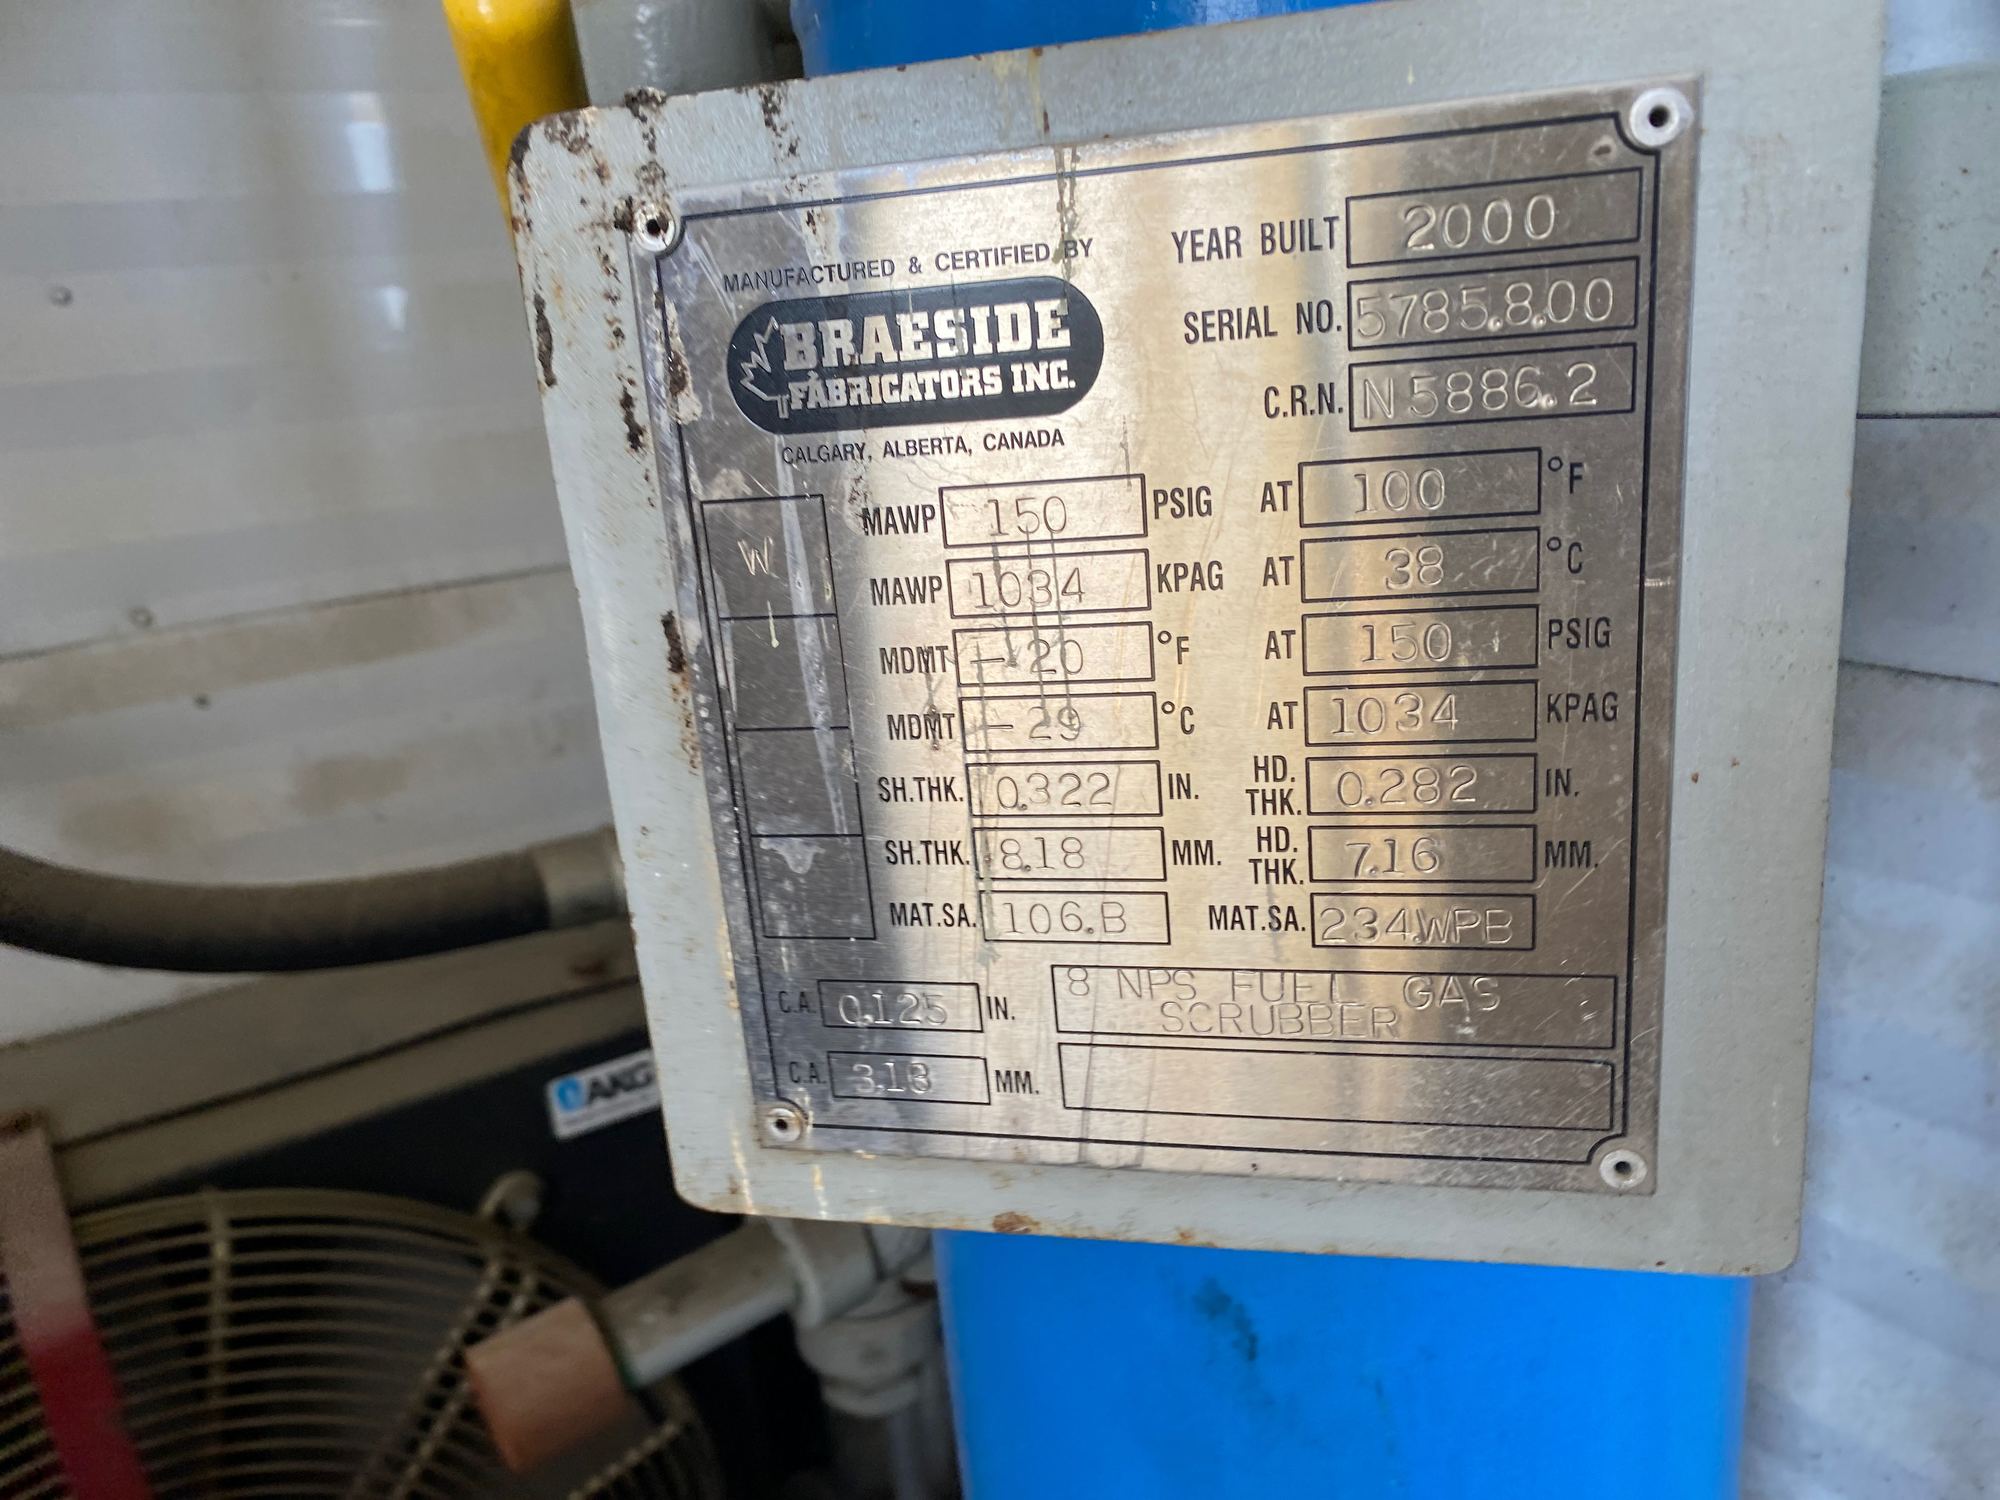 MANUFACTURED & CERTIFIED BY
BRAESIDE
FABRICATORS INC.
CALGARY, ALBERTA, CANADA
YEAR BUILT 2000
SERIAL NO. 5785.8.00
C.R.N. N5886.2
W
MAWP 150 PSIG AT 100 °F
MAWP 1034 KPAG AT 38 °C
MDMT -20 °F AT 150 PSIG
MDMT -29 °C AT 1034 KPAG
SH.THK. 0.322 IN. HD. THK. 0.282 IN.
SH.THK. 8.18 MM. HD. THK. 7.16 MM.
MAT.SA. 106.B MAT.SA. 234.WPB
C.A. 0.125 IN.
C.A. 3.18 MM.
8 NPS FUEL GAS
SCRUBBER
AKG